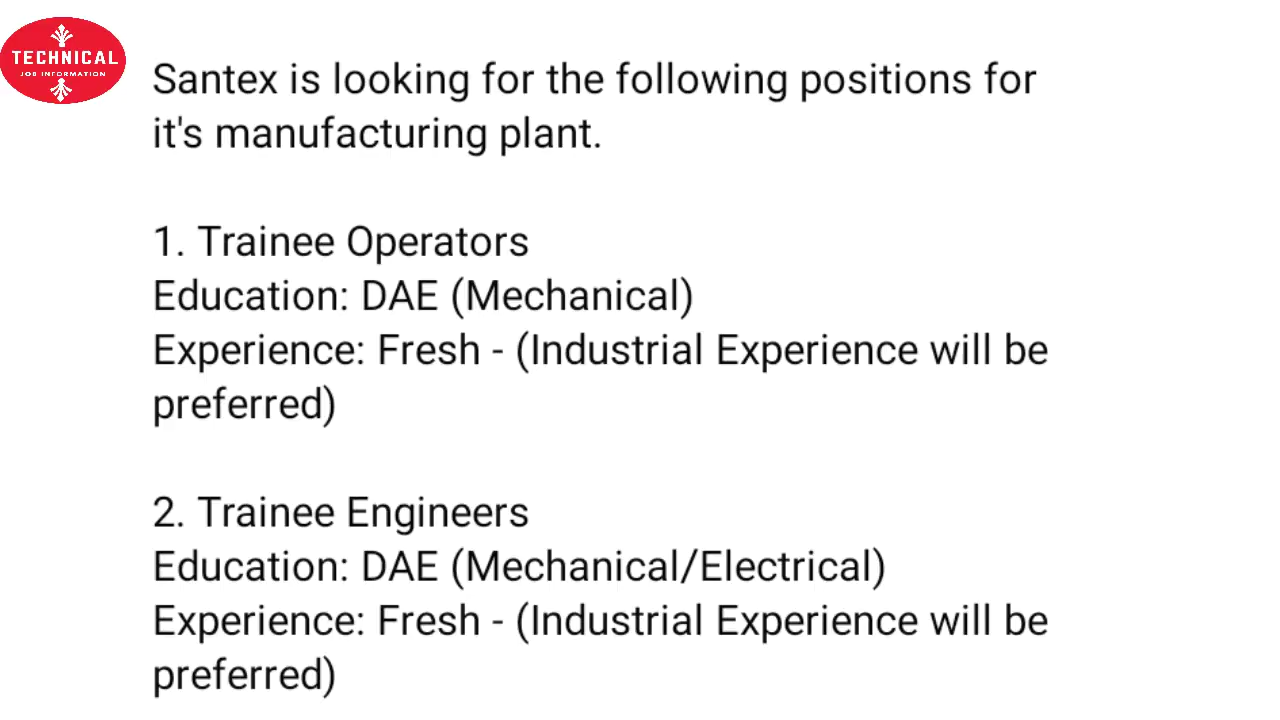 TECHNICAL
JOB INFORMATION
Santex is looking for the following positions for
it's manufacturing plant.
1. Trainee Operators
Education: DAE (Mechanical)
Experience: Fresh - (Industrial Experience will be
preferred)
2. Trainee Engineers
Education: DAE (Mechanical/Electrical)
Experience: Fresh - (Industrial Experience will be
preferred)